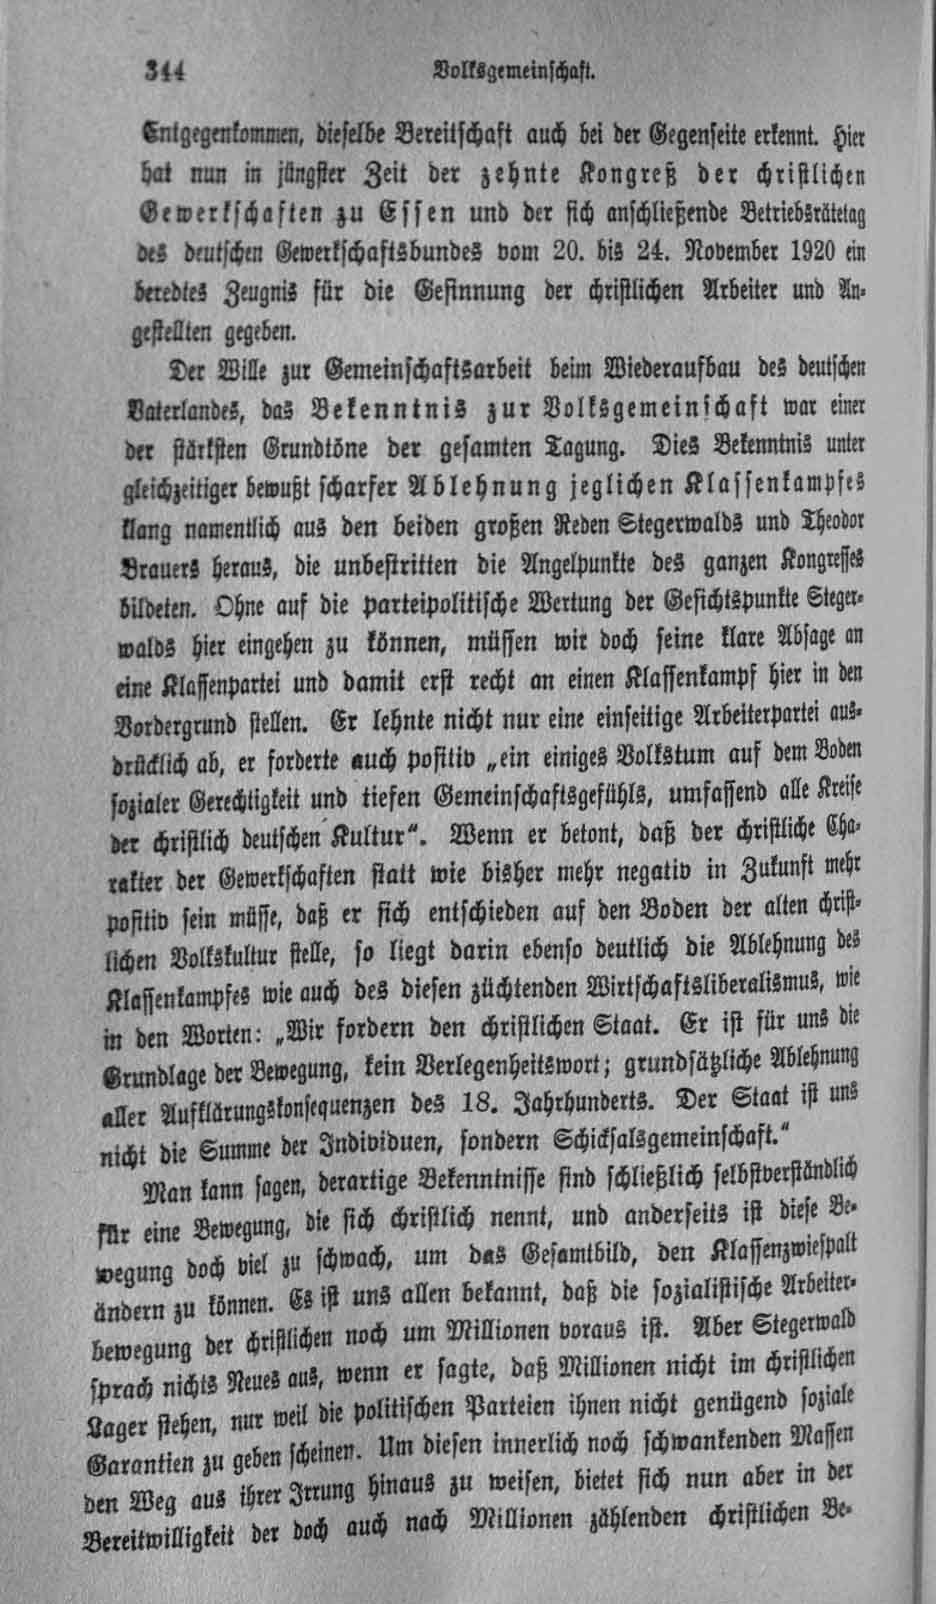 344 Volksgemeinschaft.
Entgegenkommen, dieselbe Bereitschaft auch bei der Gegenseite erkennt. Hier
hat nun in jüngster Zeit der zehnte Kongreß der christlichen
Gewerkschaften zu Essen und der sich anschließende Betriebsrätetag
des deutschen Gewerkschaftsbundes vom 20. bis 24. November 1920 ein
beredtes Zeugnis für die Gesinnung der christlichen Arbeiter und An-
gestellten gegeben.
Der Wille zur Gemeinschaftsarbeit beim Wiederaufbau des deutschen
Vaterlandes, das Bekenntnis zur Volksgemeinschaft war einer
der stärksten Grundtöne der gesamten Tagung. Dies Bekenntnis unter
gleichzeitiger bewußt scharfer Ablehnung jeglichen Klassenkampfes
klang namentlich aus den beiden großen Reden Stegerwalds und Theodor
Brauers heraus, die unbestritten die Angelpunkte des ganzen Kongresses
bildeten. Ohne auf die parteipolitische Wertung der Gesichtspunkte Steger-
walds hier eingehen zu können, müssen wir doch seine klare Absage an
eine Klassenpartei und damit erst recht an einen Klassenkampf hier in den
Vordergrund stellen. Er lehnte nicht nur eine einseitige Arbeiterpartei aus-
drücklich ab, er forderte auch positiv „ein einiges Volkstum auf dem Boden
sozialer Gerechtigkeit und tiefen Gemeinschaftsgefühls, umfassend alle Kreise
der christlich deutschen Kultur“. Wenn er betont, daß der christliche Cha-
rakter der Gewerkschaften statt wie bisher mehr negativ in Zukunft mehr
positiv sein müsse, daß er sich entschieden auf den Boden der alten christ-
lichen Volkskultur stelle, so liegt darin ebenso deutlich die Ablehnung des
Klassenkampfes wie auch des diesen züchtenden Wirtschaftsliberalismus, wie
in den Worten: „Wir fordern den christlichen Staat. Er ist für uns die
Grundlage der Bewegung, kein Verlegenheitswort; grundsätzliche Ablehnung
aller Aufklärungskonsequenzen des 18. Jahrhunderts. Der Staat ist uns
nicht die Summe der Individuen, sondern Schicksalsgemeinschaft.“
Man kann sagen, derartige Bekenntnisse sind schließlich selbstverständlich
für eine Bewegung, die sich christlich nennt, und anderseits ist diese Be-
wegung doch viel zu schwach, um das Gesamtbild, den Klassenzwiespalt
ändern zu können. Es ist uns allen bekannt, daß die sozialistische Arbeiter-
bewegung der christlichen noch um Millionen voraus ist. Aber Stegerwald
sprach nichts Neues aus, wenn er sagte, daß Millionen nicht im christlichen
Lager stehen, nur weil die politischen Parteien ihnen nicht genügend soziale
Garantien zu geben scheinen. Um diesen innerlich noch schwankenden Massen
den Weg aus ihrer Irrung hinaus zu weisen, bietet sich nun aber in der
Bereitwilligkeit der doch auch nach Millionen zählenden christlichen Be-